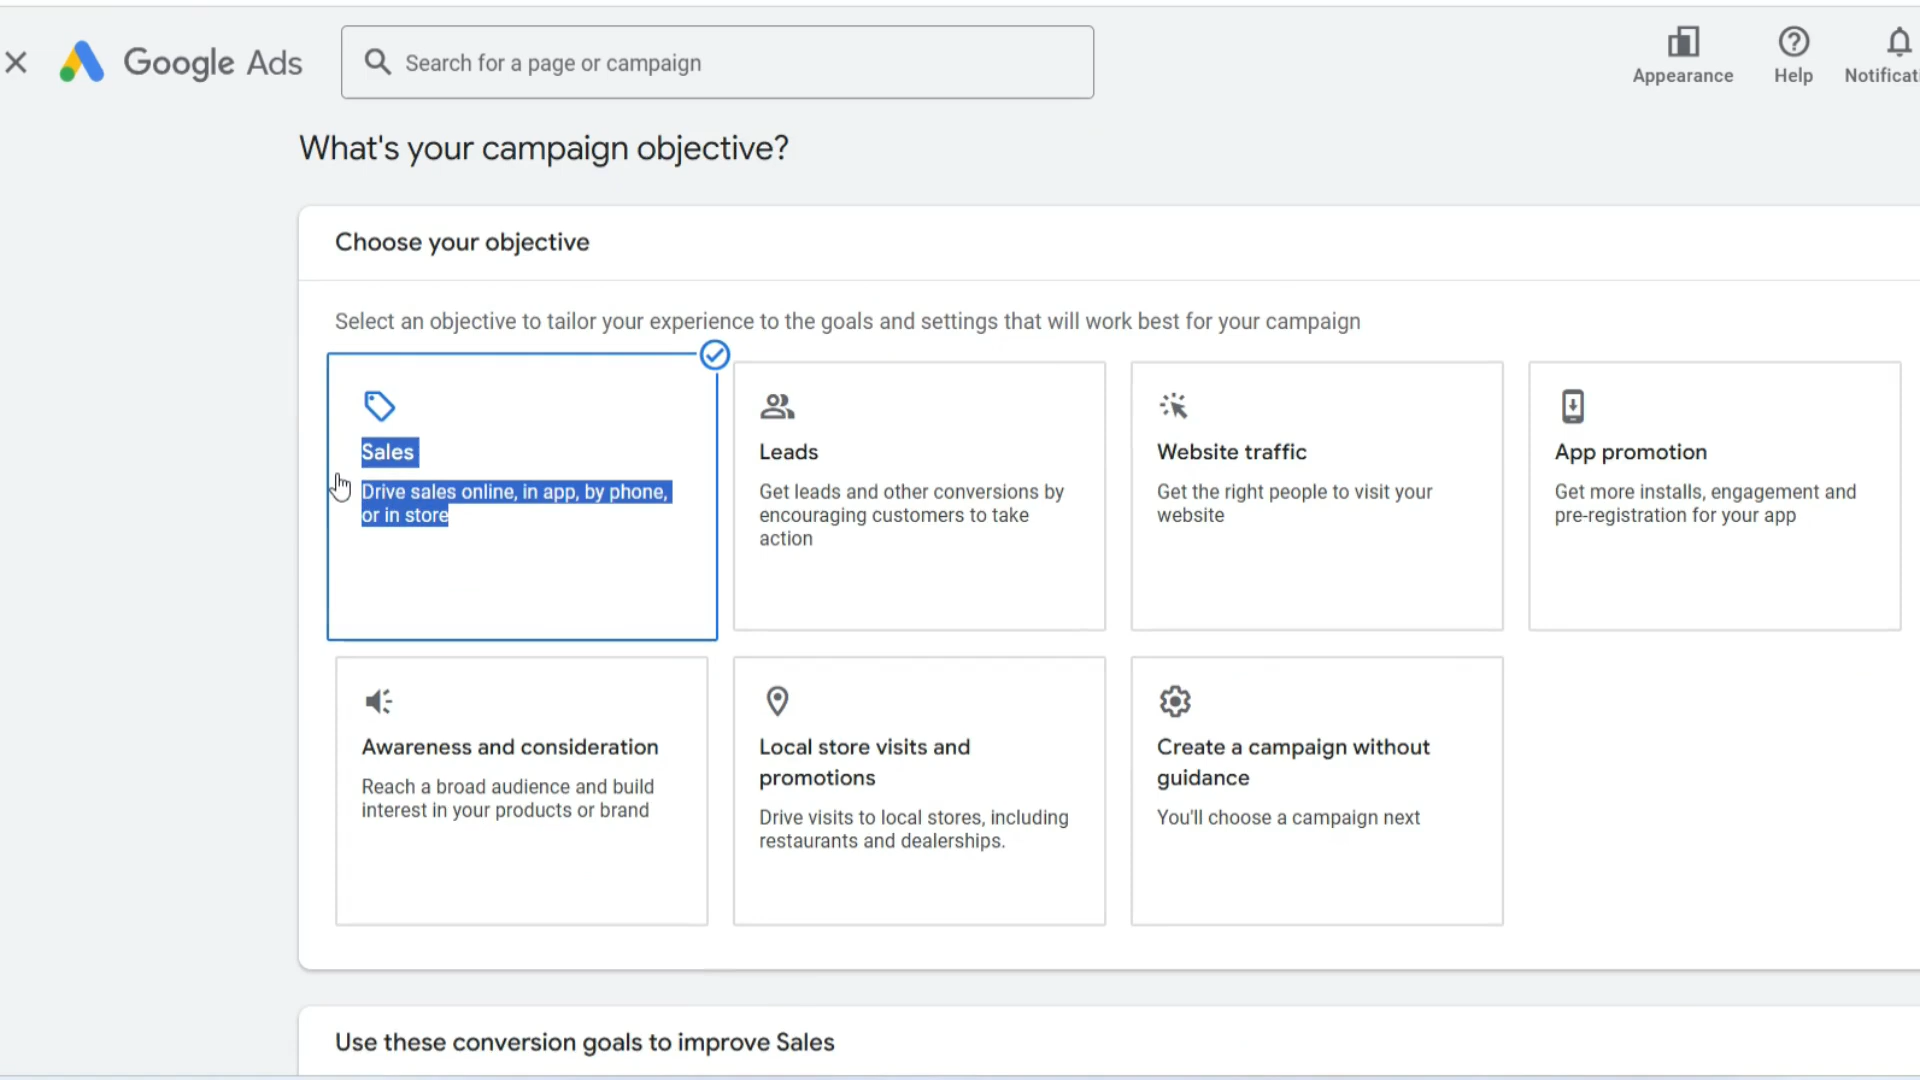 Google Ads
Search for a page or campaign
Appearance
Help
Notificati
What's your campaign objective?
Choose your objective
Select an objective to tailor your experience to the goals and settings that will work best for your campaign
Sales
Drive sales online, in app, by phone,
or in store
Leads
Get leads and other conversions by
encouraging customers to take
action
Website traffic
Get the right people to visit your
website
App promotion
Get more installs, engagement and
pre-registration for your app
Awareness and consideration
Reach a broad audience and build
interest in your products or brand
Local store visits and
promotions
Drive visits to local stores, including
restaurants and dealerships.
Create a campaign without
guidance
You'll choose a campaign next
Use these conversion goals to improve Sales